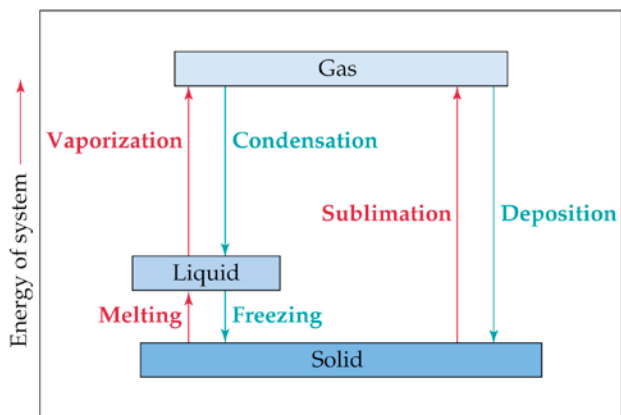 Gas
Vaporization
Condensation
Sublimation
Deposition
Energy of system
Liquid
Melting
Freezing
Solid